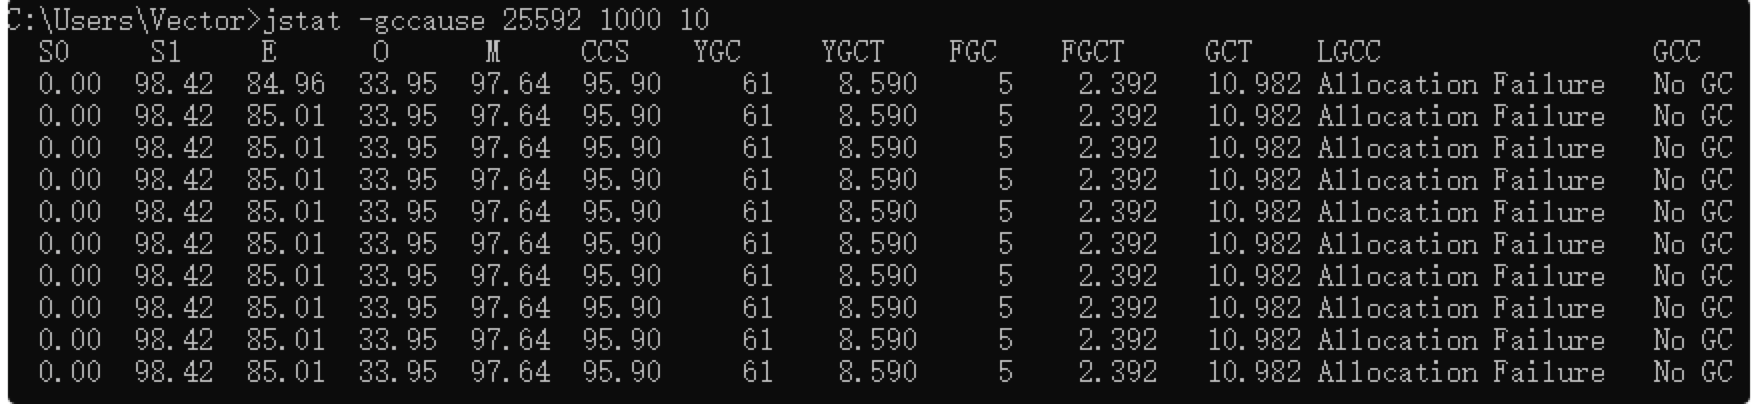 C:\Users\Vector>jstat -gccause 25592 1000 10
S0 S1 E O M CCS YGC YGCT FGC FGCT GCT LGCC GCC
0.00 98.42 84.96 33.95 97.64 95.90 61 8.590 5 2.392 10.982 Allocation Failure No GC
0.00 98.42 85.01 33.95 97.64 95.90 61 8.590 5 2.392 10.982 Allocation Failure No GC
0.00 98.42 85.01 33.95 97.64 95.90 61 8.590 5 2.392 10.982 Allocation Failure No GC
0.00 98.42 85.01 33.95 97.64 95.90 61 8.590 5 2.392 10.982 Allocation Failure No GC
0.00 98.42 85.01 33.95 97.64 95.90 61 8.590 5 2.392 10.982 Allocation Failure No GC
0.00 98.42 85.01 33.95 97.64 95.90 61 8.590 5 2.392 10.982 Allocation Failure No GC
0.00 98.42 85.01 33.95 97.64 95.90 61 8.590 5 2.392 10.982 Allocation Failure No GC
0.00 98.42 85.01 33.95 97.64 95.90 61 8.590 5 2.392 10.982 Allocation Failure No GC
0.00 98.42 85.01 33.95 97.64 95.90 61 8.590 5 2.392 10.982 Allocation Failure No GC
0.00 98.42 85.01 33.95 97.64 95.90 61 8.590 5 2.392 10.982 Allocation Failure No GC